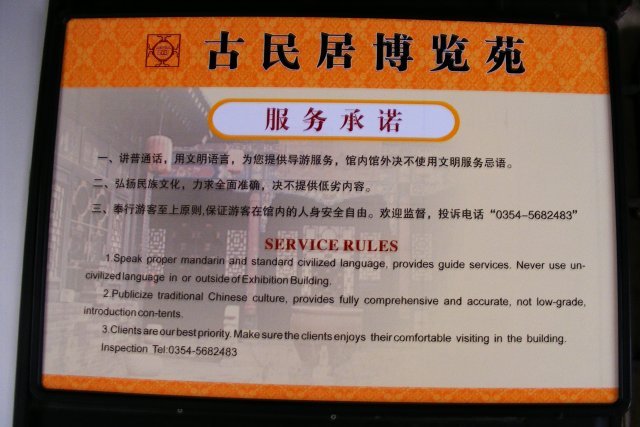 古民居博览苑
服务承诺
一、讲普通话，用文明语言，为您提供导游服务，馆内馆外决不使用文明服务忌语。
二、弘扬民族文化，力求全面准确，决不提供低劣内容。
三、奉行游客至上原则,保证游客在馆内的人身安全自由。欢迎监督，投诉电话“0354-5682483”
SERVICE RULES
1.Speak proper mandarin and standard civilized language, provides guide services. Never use un-
civilized language in or outside of Exhibition Building.
2.Publicize traditional Chinese culture, provides fully comprehensive and accurate, not low-grade,
introduction con-tents.
3.Clients are our best priority. Make sure the clients enjoys their comfortable visiting in the building.
Inspection Tel:0354-5682483